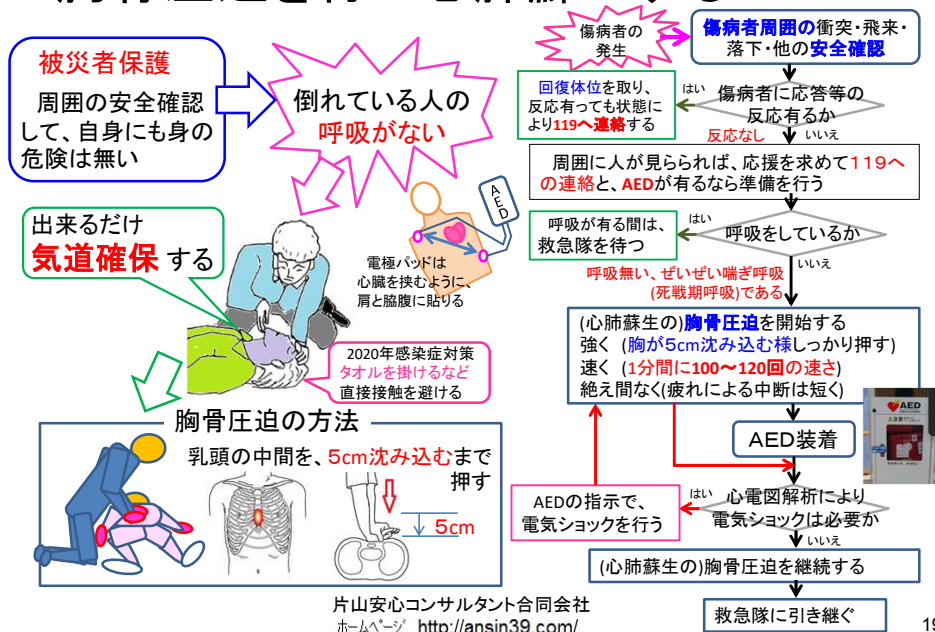 被災者保護
周囲の安全確認
して、自身にも身の
危険は無い
倒れている人の
呼吸がない
出来るだけ
気道確保 する
AED
電極パッドは
心臓を挟むように、
肩と脇腹に貼りる
2020年感染症対策
タオルを掛けるなど
直接接触を避ける
胸骨圧迫の方法
乳頭の中間を、5cm沈み込むまで
押す
5cm
傷病者の
発生
傷病者周囲の衝突・飛来・
落下・他の安全確認
傷病者に応答等の
反応有るか
はい
回復体位を取り、
反応有っても状態に
より119へ連絡する
反応なし
いいえ
周囲に人が見られれば、応援を求めて119へ
の連絡と、AEDが有るなら準備を行う
呼吸をしているか
はい
呼吸が有る間は、
救急隊を待つ
いいえ
呼吸無い、ぜいぜい喘ぎ呼吸
(死戦期呼吸)である
(心肺蘇生の)胸骨圧迫を開始する
強く (胸が5cm沈み込む様しっかり押す)
速く (1分間に100〜120回の速さ)
絶え間なく(疲れによる中断は短く)
AED
AED装着
心電図解析により
電気ショックは必要か
はい
AEDの指示で、
電気ショックを行う
いいえ
(心肺蘇生の)胸骨圧迫を継続する
救急隊に引き継ぐ
片山安心コンサルタント合同会社
ホームページ http://ansin39.com/